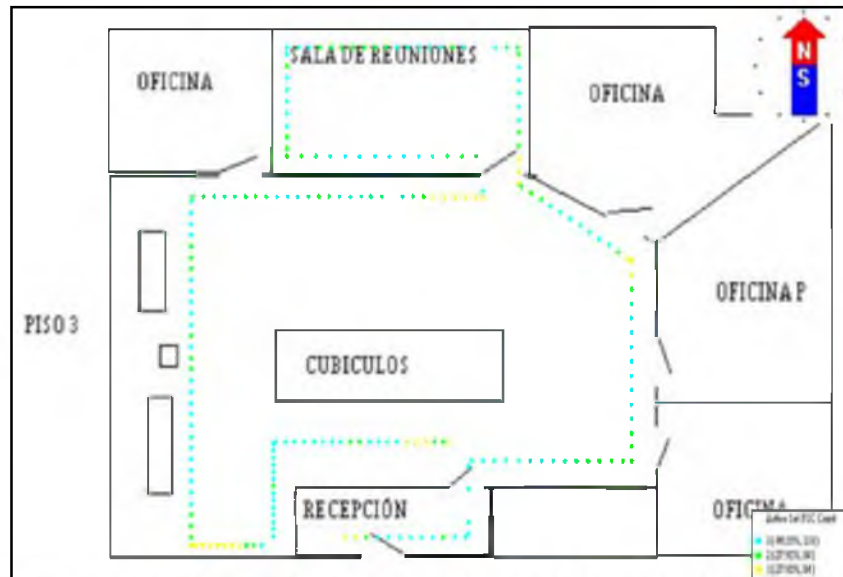 SALA DE REUNIONES
OFICINA
OFICINA
N
S
OFICINA P
PISO 3
CUBICULOS
RECEPCIÓN
OFICINA